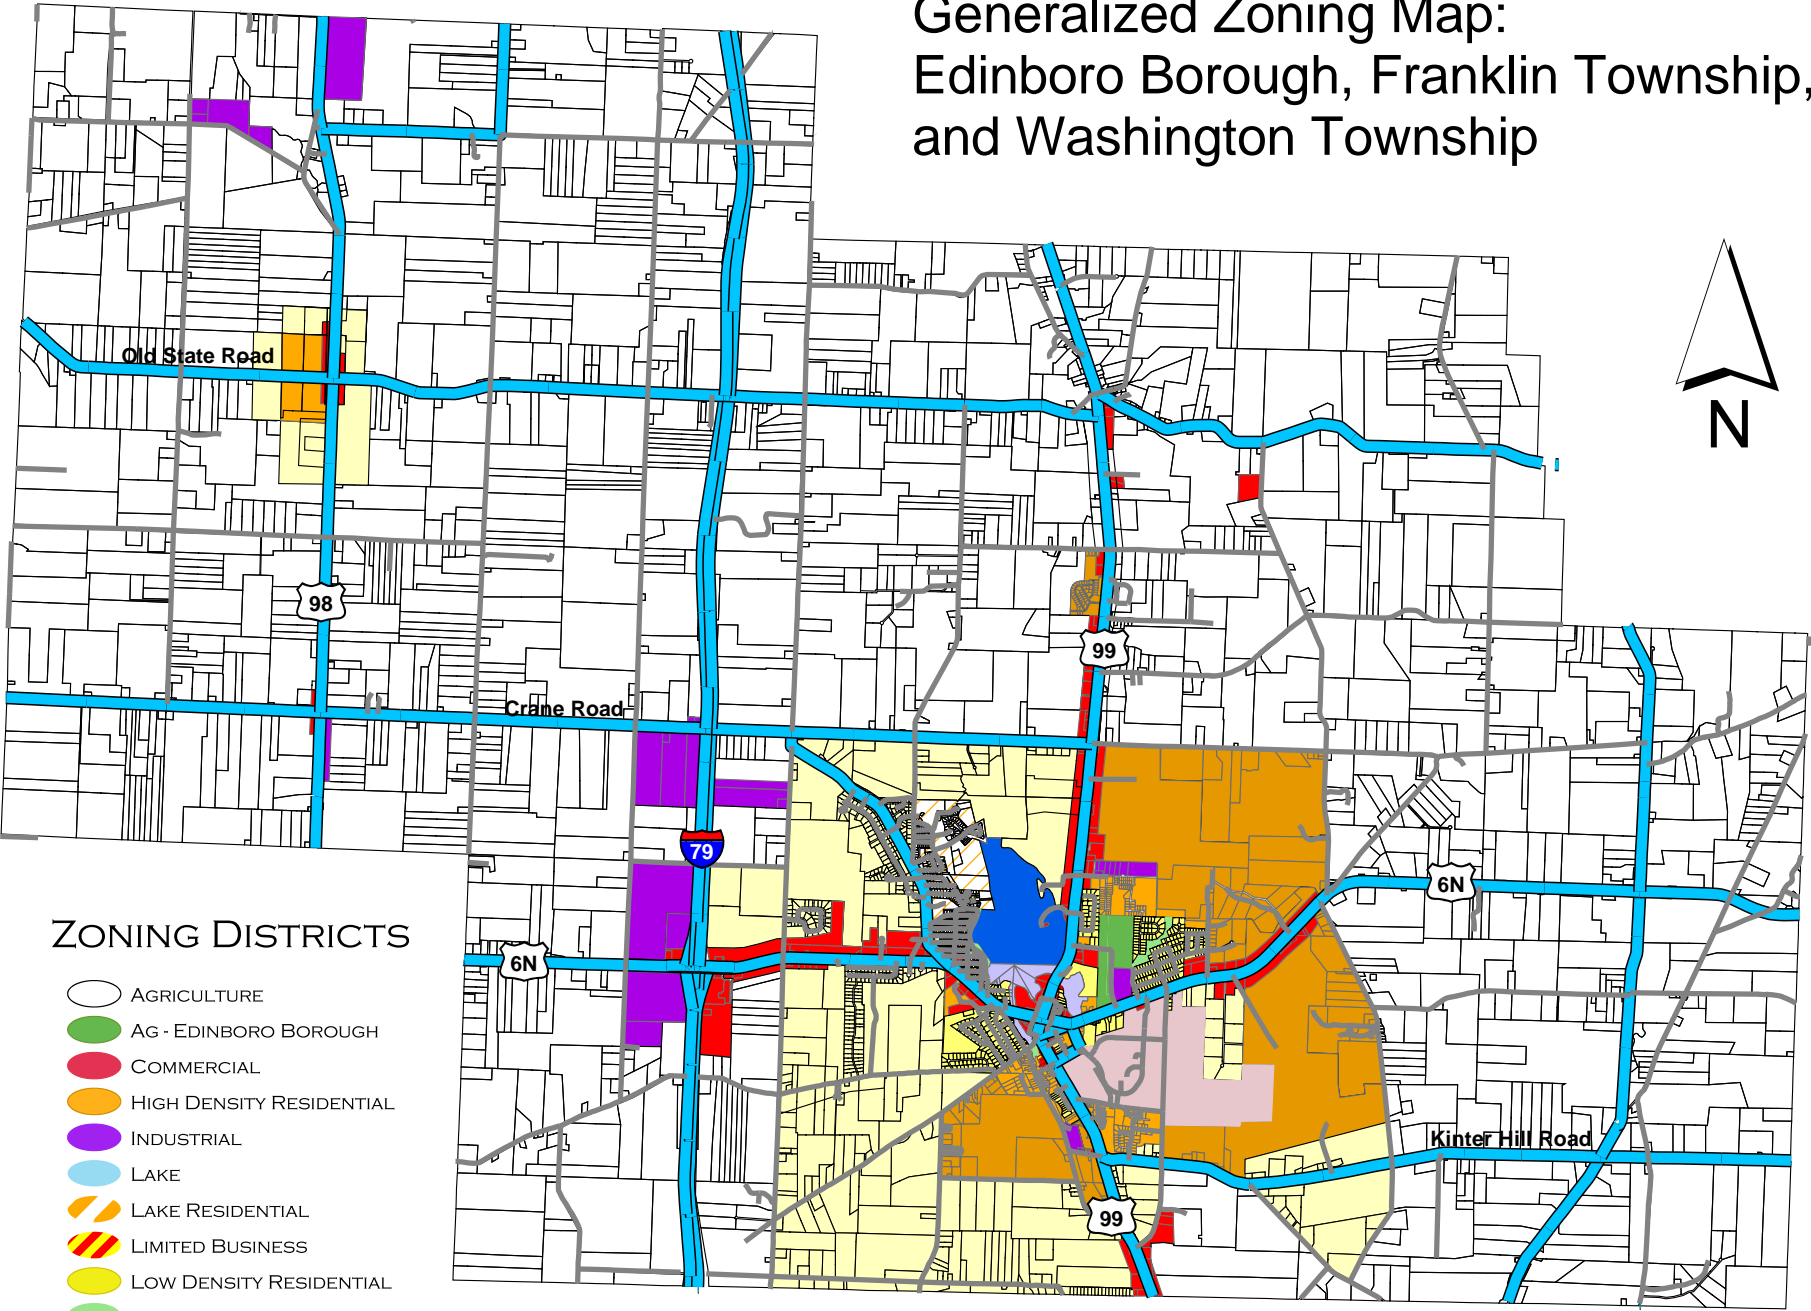 Generalized Zoning Map:
Edinboro Borough, Franklin Township,
and Washington Township
N
Old State Road
98
99
Crane Road
79
6N
6N
Kinter Hill Road
99
ZONING DISTRICTS
AGRICULTURE
AG - EDINBORO BOROUGH
COMMERCIAL
HIGH DENSITY RESIDENTIAL
INDUSTRIAL
LAKE
LAKE RESIDENTIAL
LIMITED BUSINESS
LOW DENSITY RESIDENTIAL